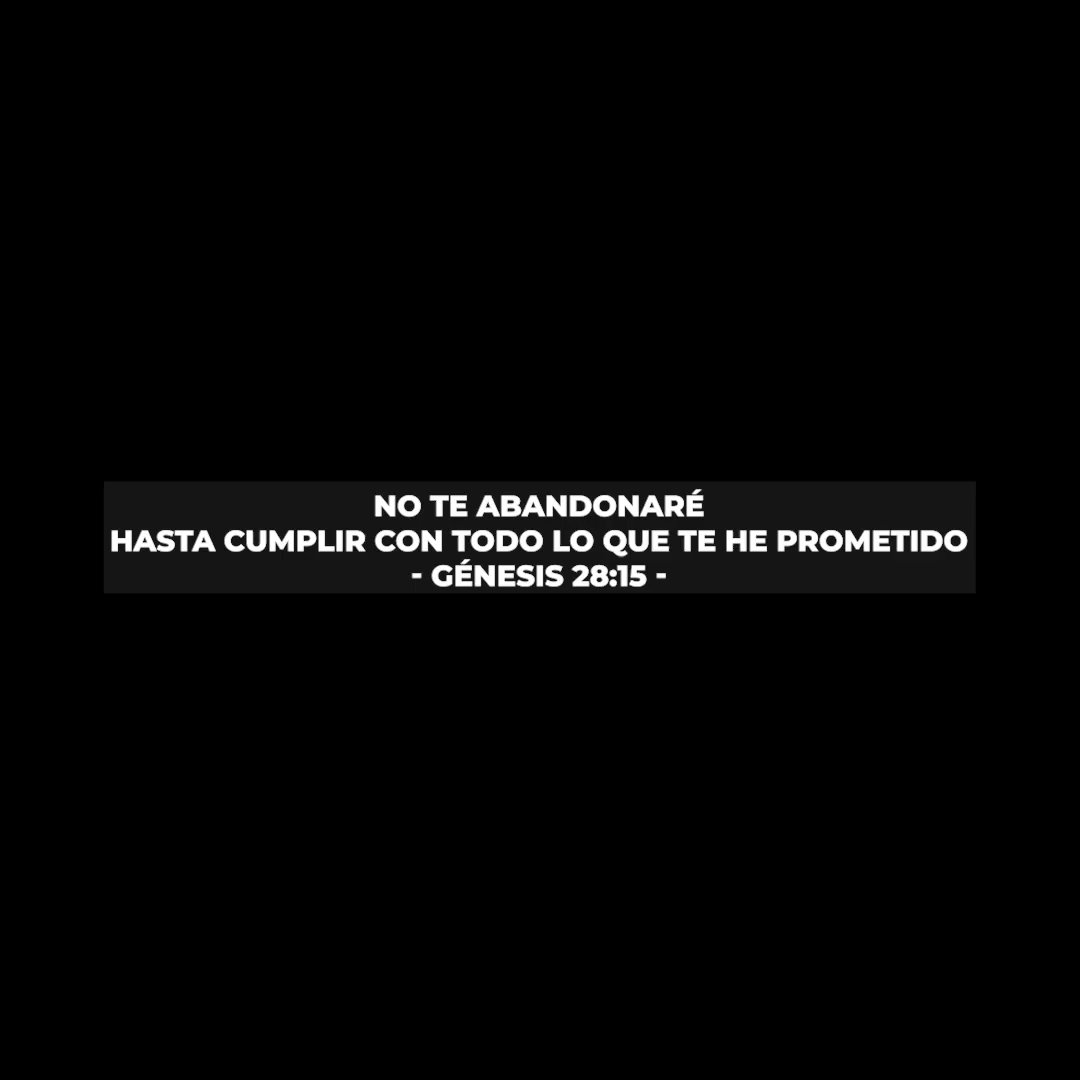 NO TE ABANDONARÉ
HASTA CUMPLIR CON TODO LO QUE TE HE PROMETIDO
- GÉNESIS 28:15 -